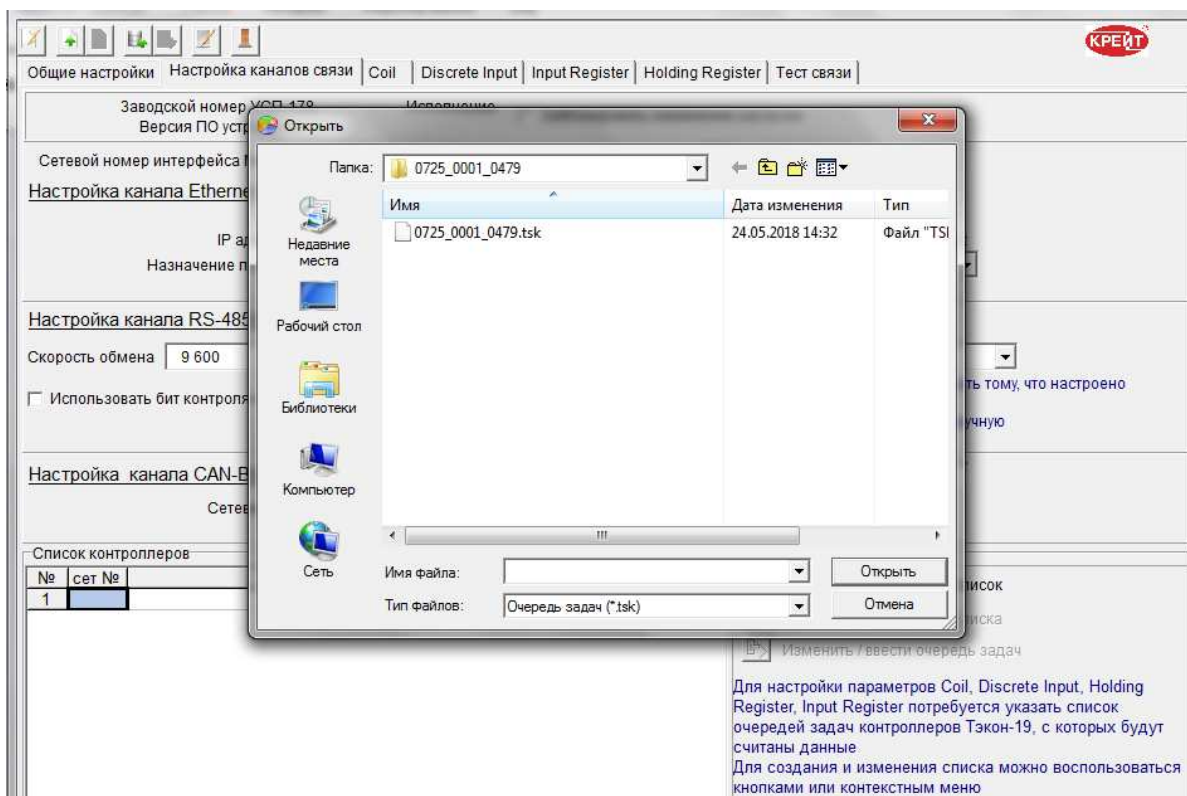 КРЕЙТ
Общие настройки Настройка каналов связи Coil Discrete Input Input Register Holding Register Тест связи
Заводской номер УСП-178 Исполнение
Версия ПО устр
Сетевой номер интерфейса
Настройка канала Etherne
IP ад
Назначение п
Настройка канала RS-485
Скорость обмена 9 600
Использовать бит контроля
ть тому, что настроено
учную
Настройка канала CAN-B
Сетев
Открыть
Папка: 0725_0001_0479
Имя Дата изменения Тип
0725_0001_0479.tsk 24.05.2018 14:32 Файл "TS
Недавние места
Рабочий стол
Библиотеки
Компьютер
Сеть
Имя файла: Открыть
Тип файлов: Очередь задач (*.tsk) Отмена
Список контроллеров
№ сет №
1
писок
иска
Изменить / ввести очередь задач
Для настройки параметров Coil, Discrete Input, Holding
Register, Input Register потребуется указать список
очередей задач контроллеров Тэкон-19, с которых будут
считаны данные
Для создания и изменения списка можно воспользоваться
кнопками или контекстным меню